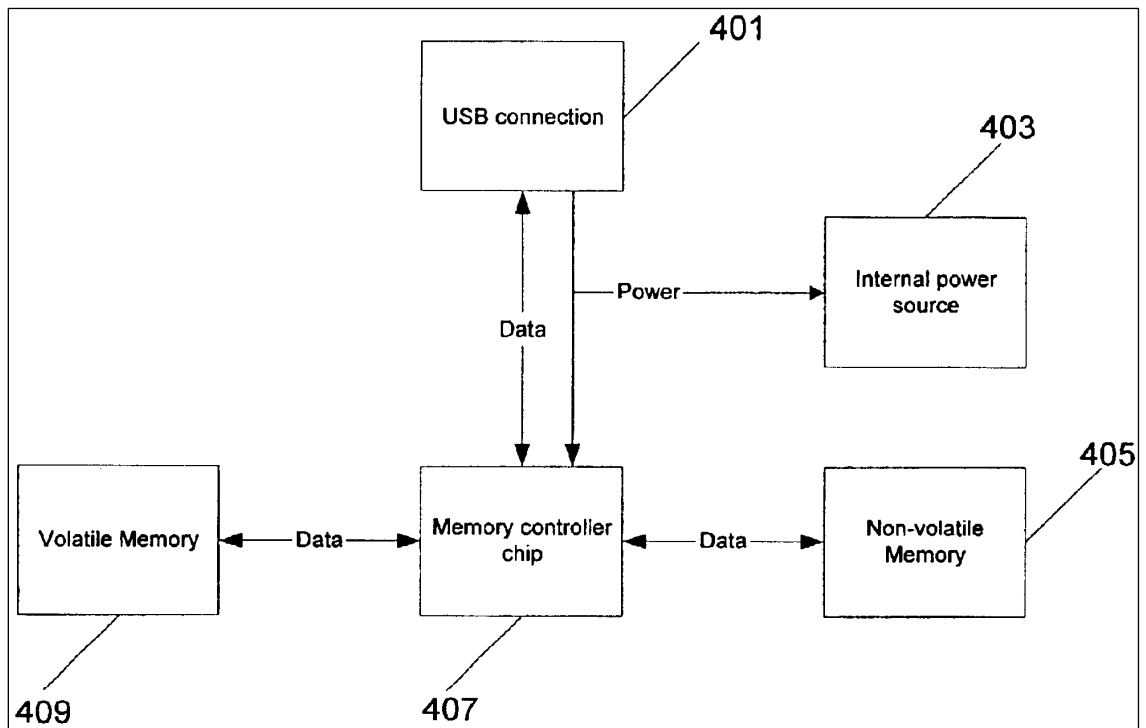 401
USB connection
403
Internal power
source
Power
Data
405
Volatile Memory
Data
Memory controller
chip
Data
Non-volatile
Memory
409
407